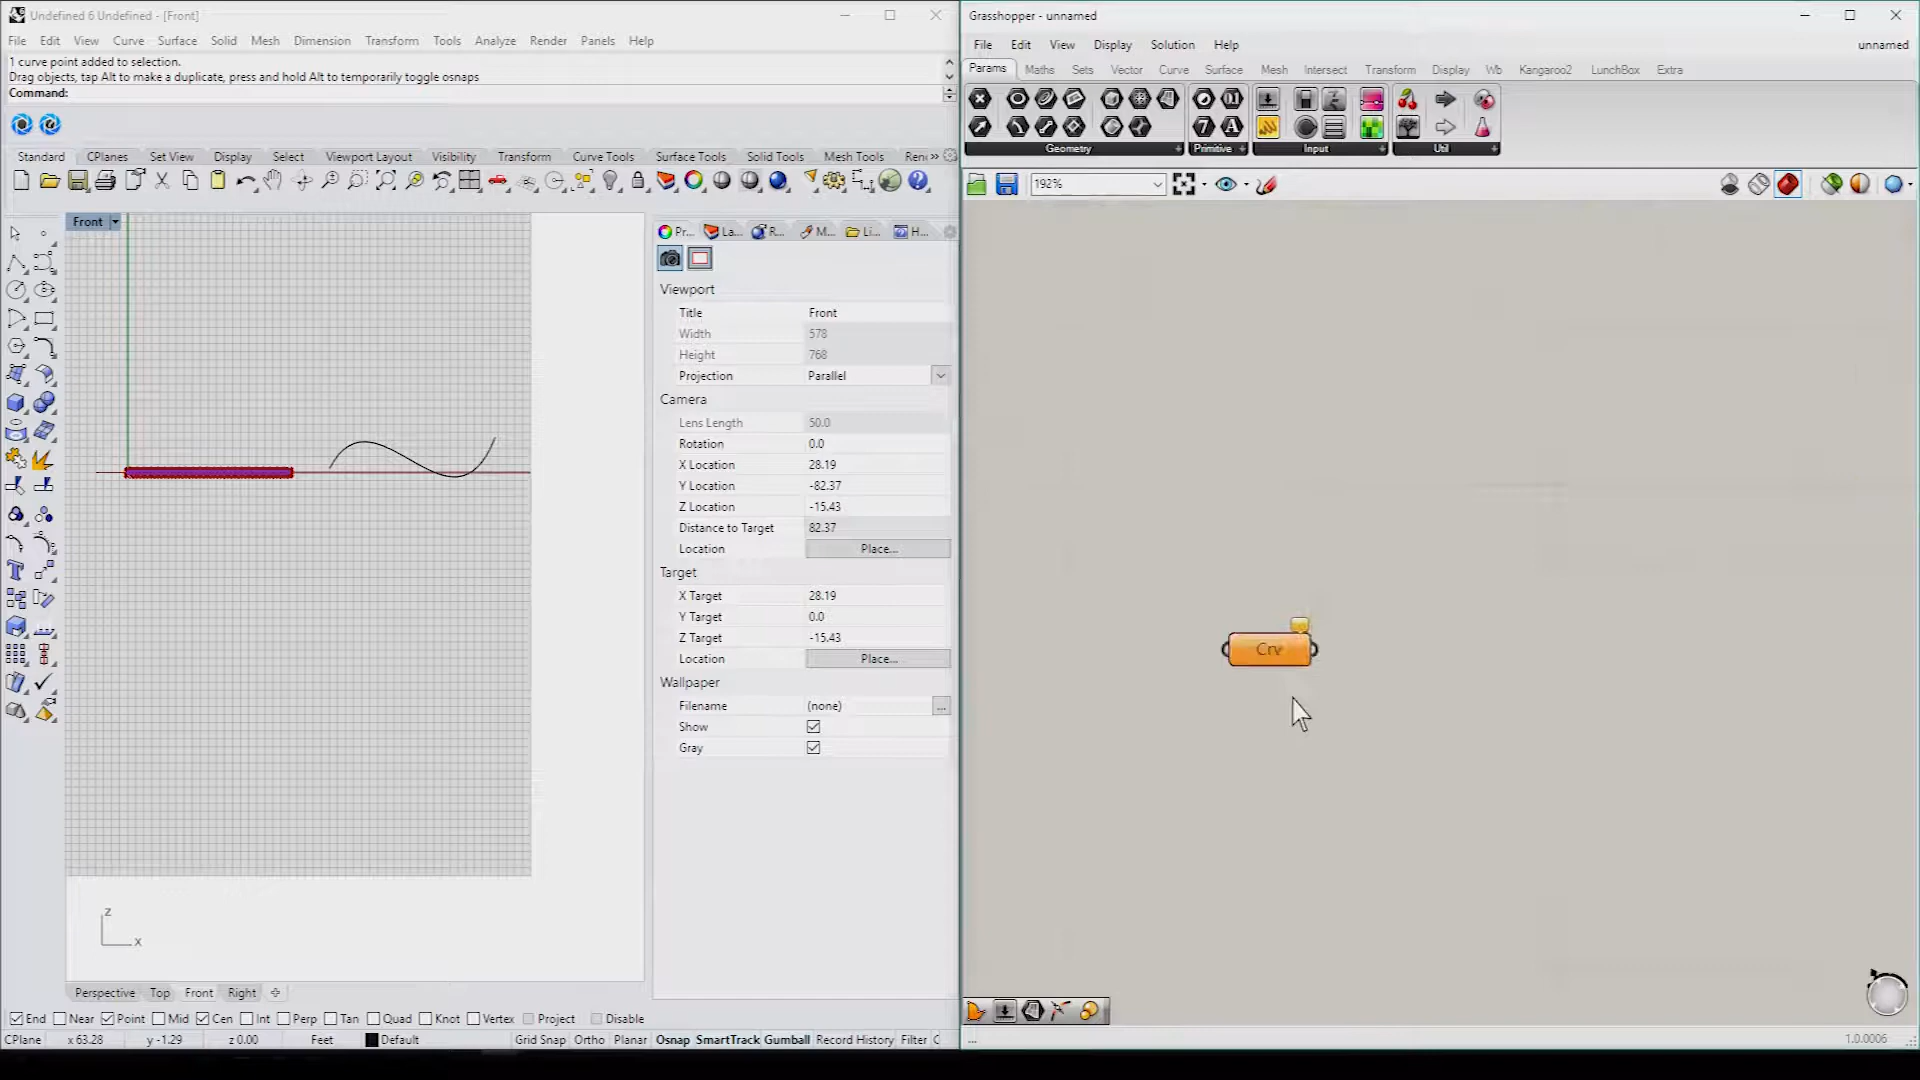 Undefined 6 Undefined - [Front]
File Edit View Curve Surface Solid Mesh Dimension Transform Tools Analyze Render Panels Help
1 curve point added to selection.
Drag objects, tap Alt to make a duplicate, press and hold Alt to temporarily toggle osnaps
Command:
Standard CPlanes Set View Display Select Viewport Layout Visibility Transform Curve Tools Surface Tools Solid Tools Mesh Tools Ren »
Front
Pr... La... R... M... Li... H...
Viewport
Title Front
Width 578
Height 768
Projection Parallel
Camera
Lens Length 50.0
Rotation 0.0
X Location 28.19
Y Location -82.37
Z Location -15.43
Distance to Target 82.37
Location Place...
Target
X Target 28.19
Y Target 0.0
Z Target -15.43
Location Place...
Wallpaper
Filename (none) ...
Show
Gray
z
x
Perspective Top Front Right
End Near Point Mid Cen Int Perp Tan Quad Knot Vertex Project Disable
CPlane x 63.28 y -1.29 z 0.00 Feet Default Grid Snap Ortho Planar Osnap SmartTrack Gumball Record History Filter C
Grasshopper - unnamed
File Edit View Display Solution Help unnamed
Params Maths Sets Vector Curve Surface Mesh Intersect Transform Display Wb Kangaroo2 LunchBox Extra
Geometry Primitive Input Util
192%
Crv
... 1.0.0006